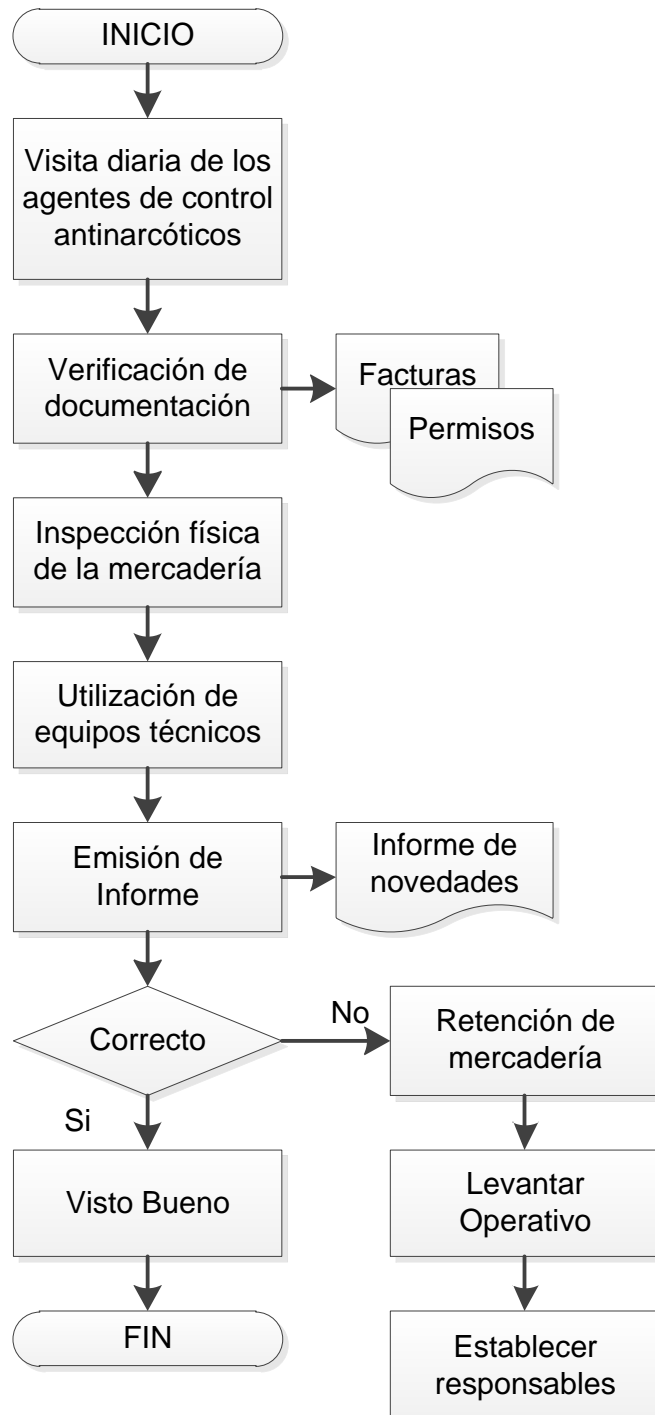 INICIO
Visita diaria de los
agentes de control
antinarcóticos
Verificación de
documentación
Facturas
Permisos
Inspección física
de la mercadería
Utilización de
equipos técnicos
Emisión de
Informe
Informe de
novedades
Correcto
No
Retención de
mercadería
Si
Visto Bueno
Levantar
Operativo
FIN
Establecer
responsables